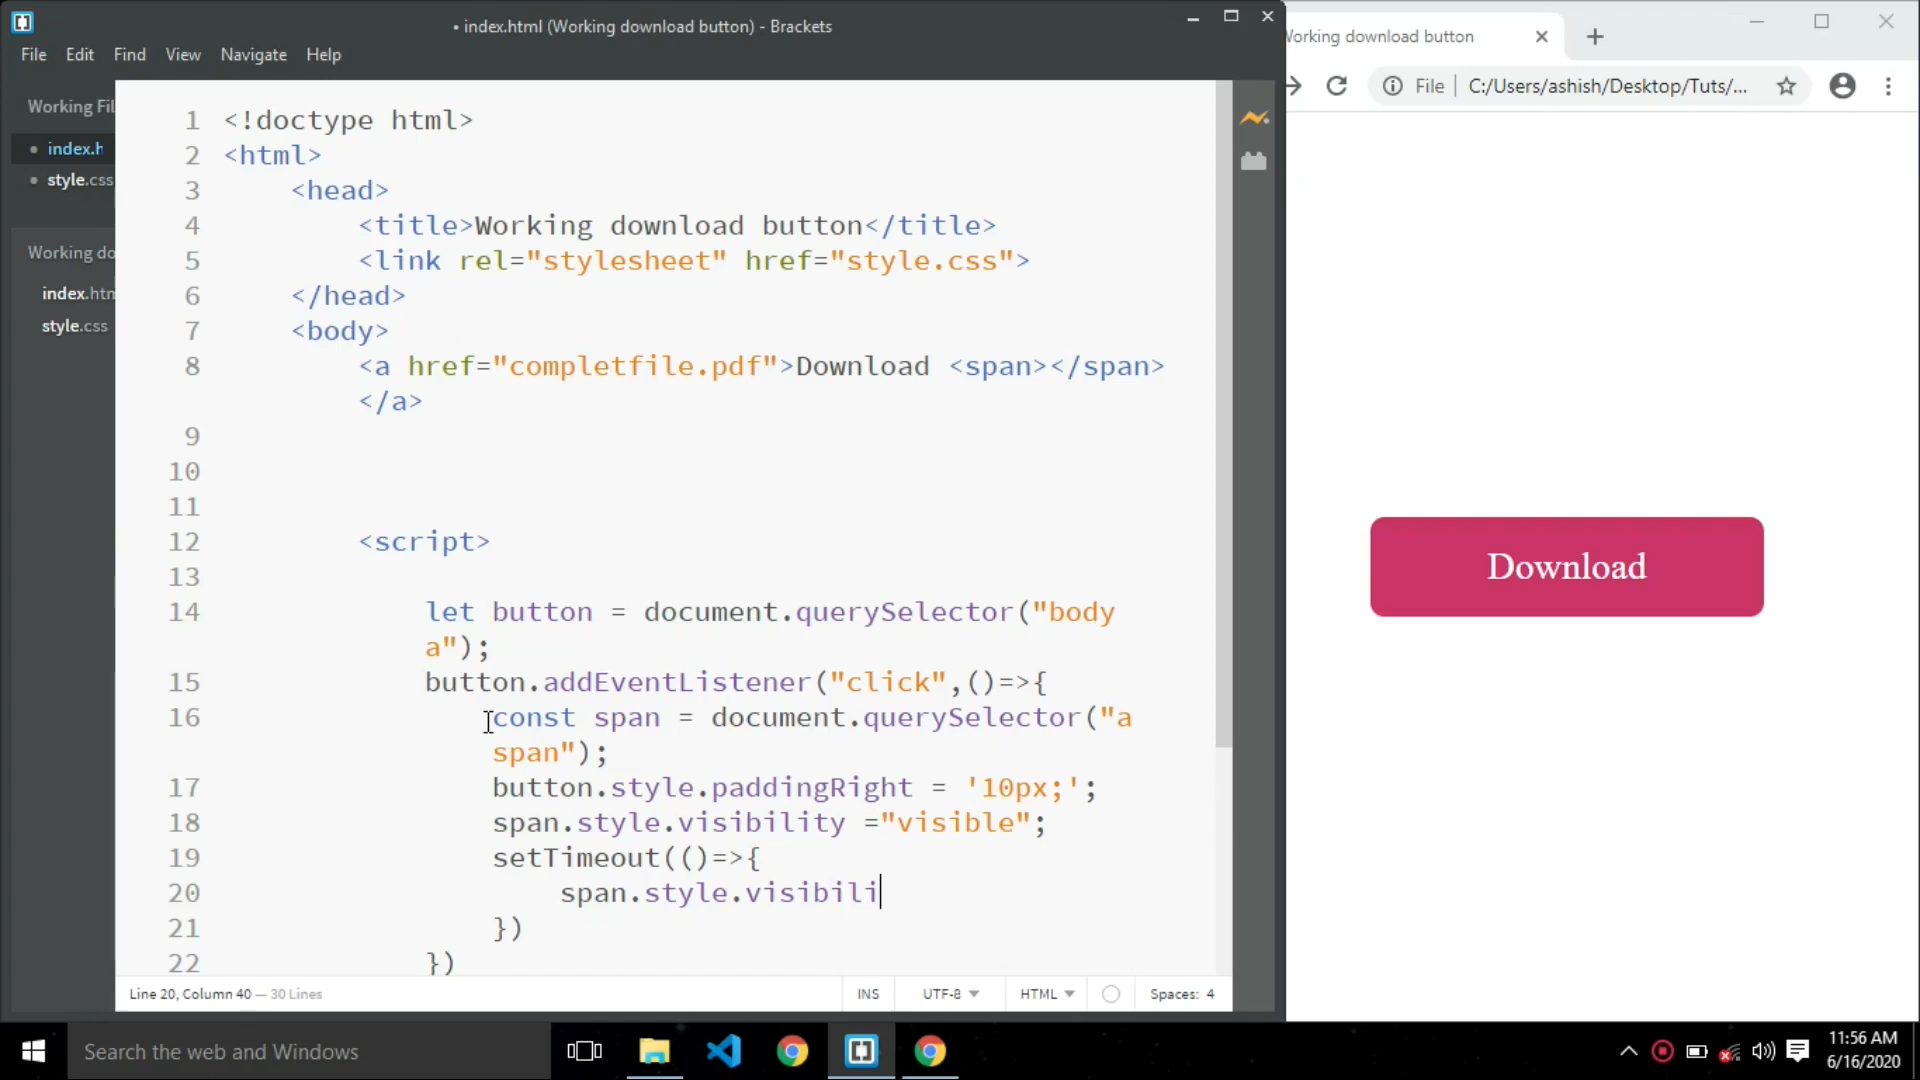 • index.html (Working download button) - Brackets
File Edit Find View Navigate Help
Working Fil
index.h
style.css
Working do
index.htm
style.css
1 <!doctype html>
2 <html>
3 <head>
4 <title>Working download button</title>
5 <link rel="stylesheet" href="style.css">
6 </head>
7 <body>
8 <a href="completfile.pdf">Download <span></span>
</a>
9
10
11
12 <script>
13
14 let button = document.querySelector("body
a");
15 button.addEventListener("click",()=>{
16 const span = document.querySelector("a
span");
17 button.style.paddingRight = '10px;';
18 span.style.visibility ="visible";
19 setTimeout(()=>{
20 span.style.visibili
21 })
22 })
Line 20, Column 40 — 30 Lines
INS UTF-8 HTML Spaces: 4
Working download button
File C:/Users/ashish/Desktop/Tuts/...
Download
Search the web and Windows
11:56 AM
6/16/2020